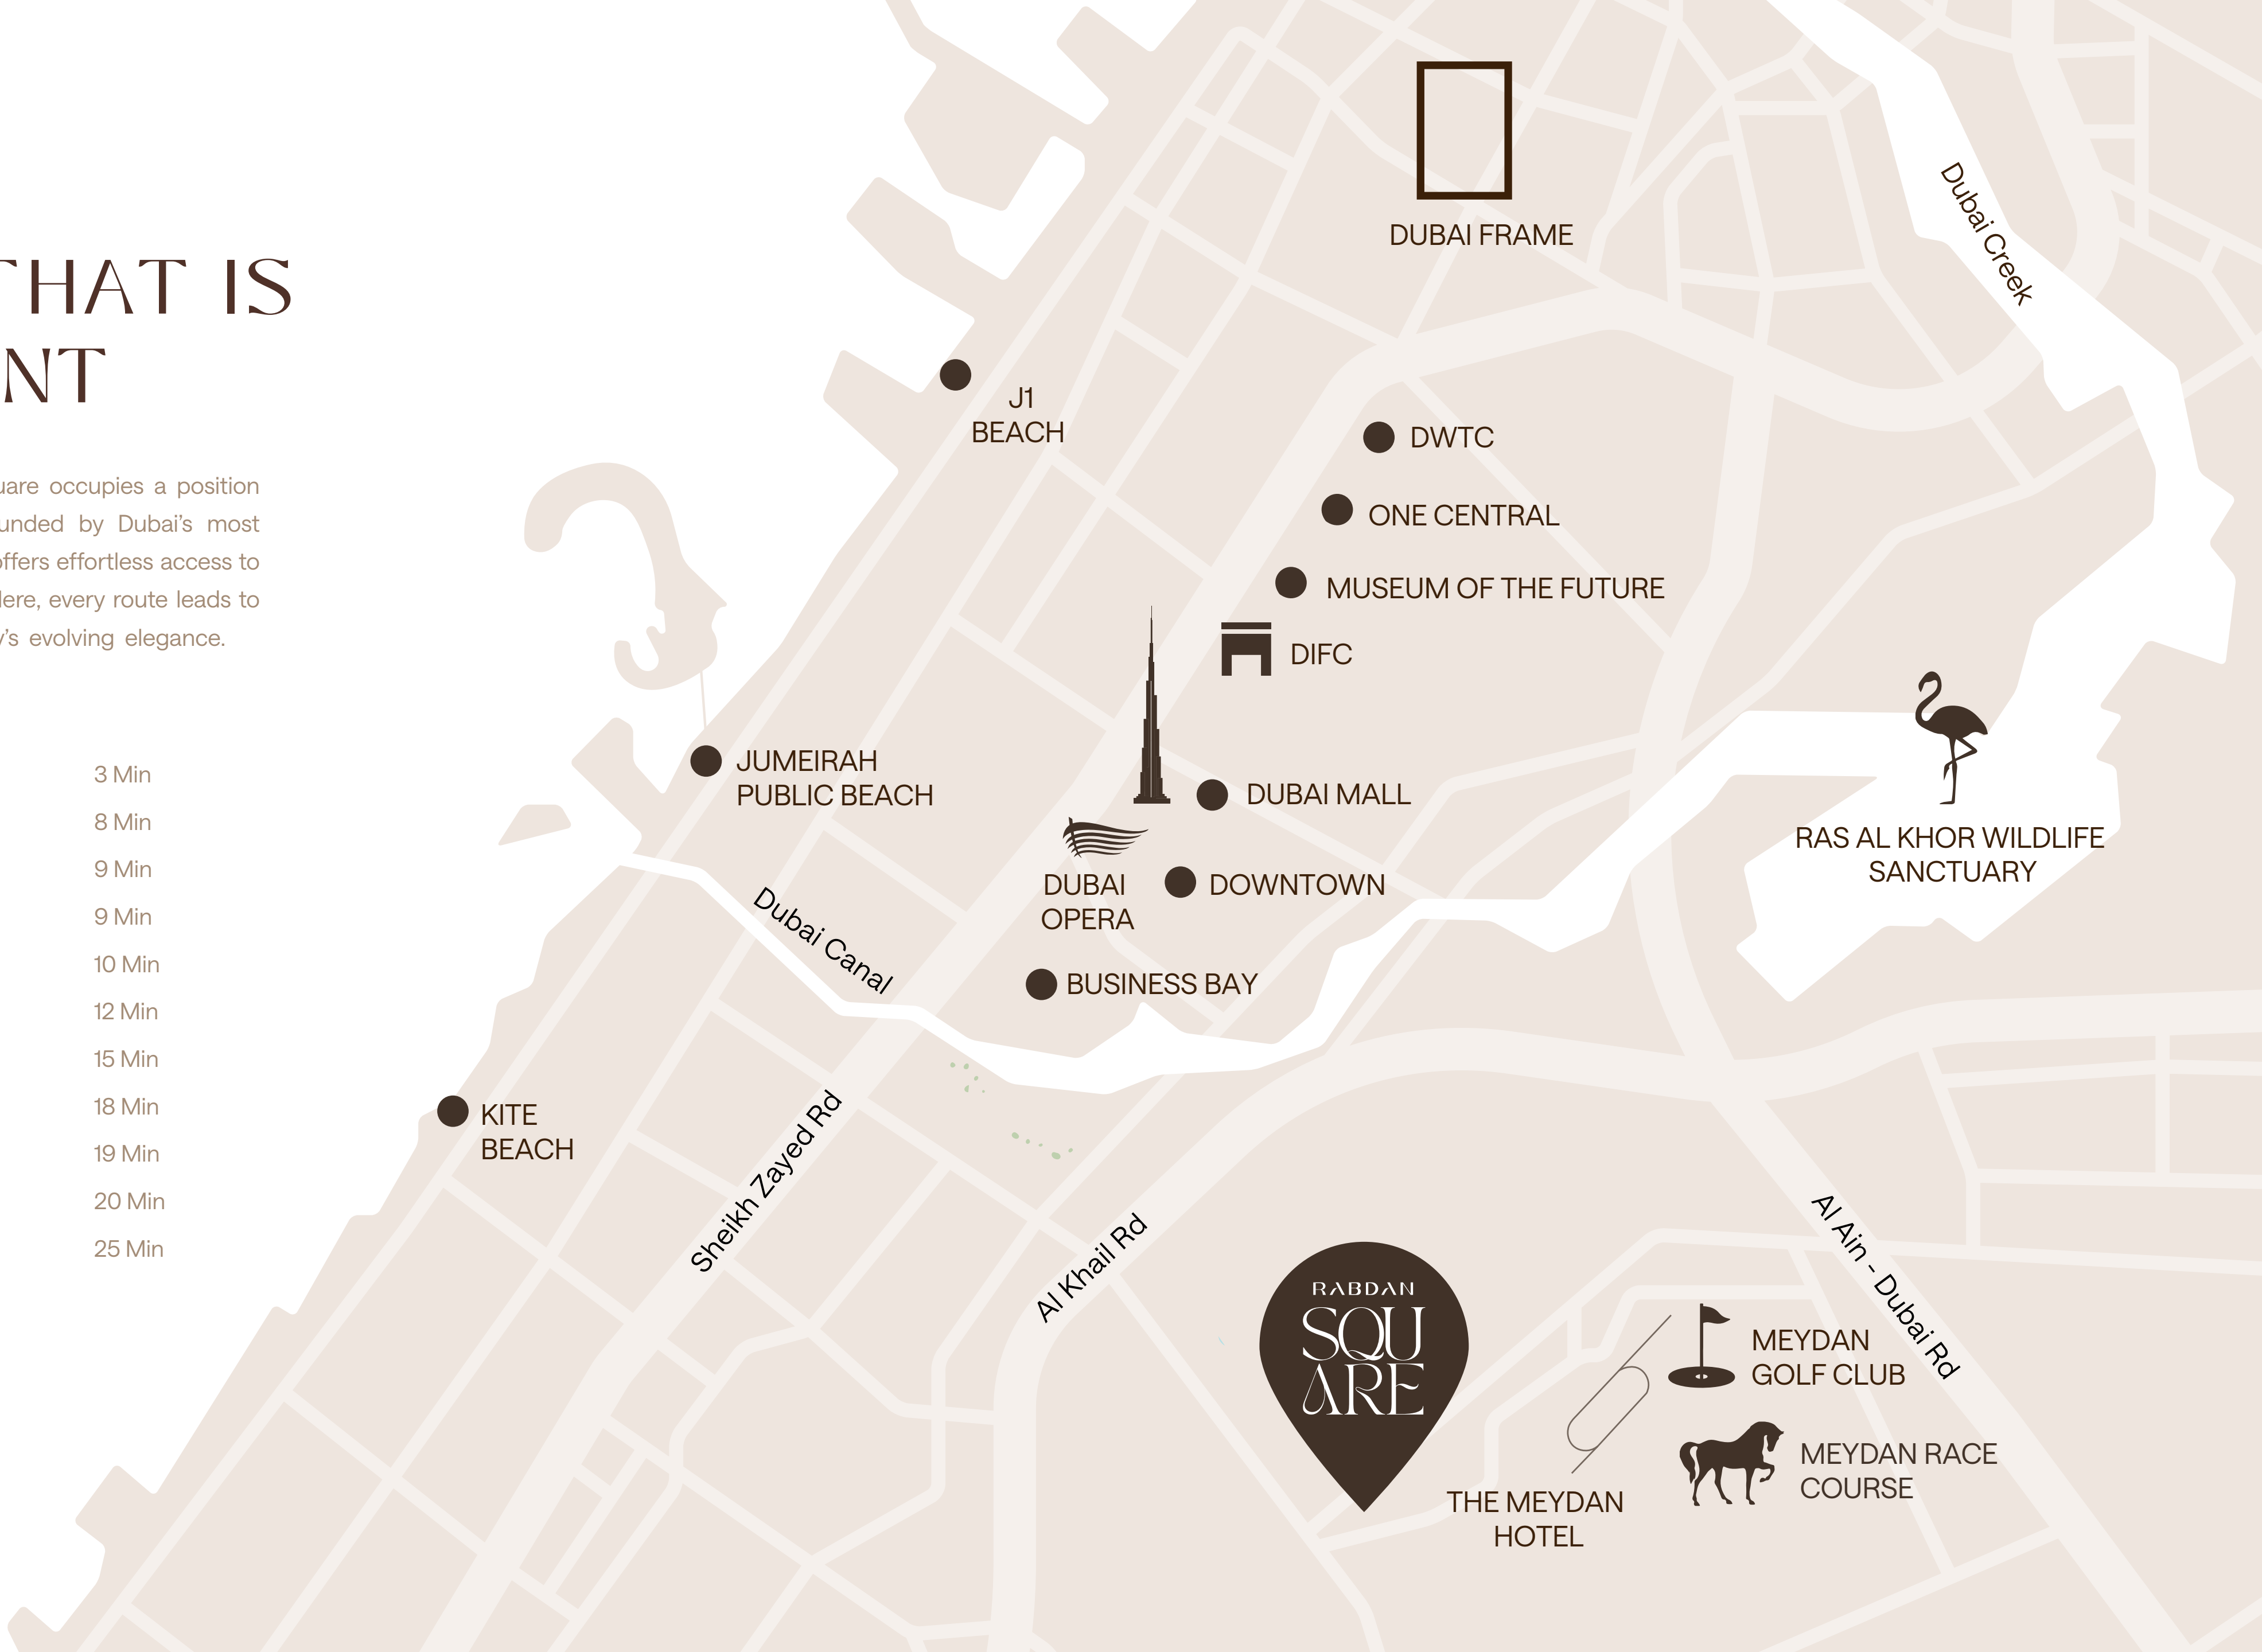 THAT IS
NT
uare occupies a position
unded by Dubai's most
offers effortless access to
Here, every route leads to
y's evolving elegance.
3 Min
8 Min
9 Min
9 Min
10 Min
12 Min
15 Min
18 Min
19 Min
20 Min
25 Min
DUBAI FRAME
Dubai Creek
J1
BEACH
DWTC
ONE CENTRAL
MUSEUM OF THE FUTURE
DIFC
JUMEIRAH
PUBLIC BEACH
DUBAI MALL
RAS AL KHOR WILDLIFE
SANCTUARY
DUBAI
OPERA
DOWNTOWN
Dubai Canal
BUSINESS BAY
KITE
BEACH
Sheikh Zayed Rd
Al Khail Rd
Al Ain - Dubai Rd
RABDAN
SQU
ARE
MEYDAN
GOLF CLUB
MEYDAN RACE
COURSE
THE MEYDAN
HOTEL